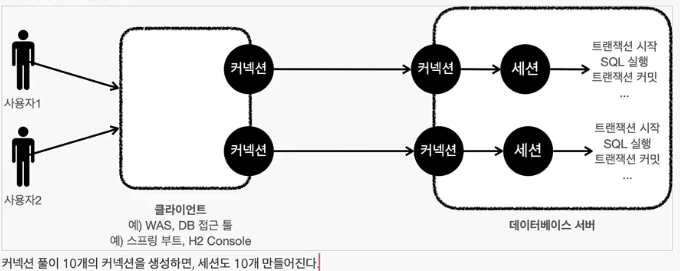 사용자1
사용자2
커넥션
커넥션
클라이언트
예) WAS, DB 접근 툴
예) 스프링 부트, H2 Console
커넥션
세션
트랜잭션 시작
SQL 실행
트랜잭션 커밋
...
커넥션
세션
트랜잭션 시작
SQL 실행
트랜잭션 커밋
...
데이터베이스 서버
커넥션 풀이 10개의 커넥션을 생성하면, 세션도 10개 만들어진다.